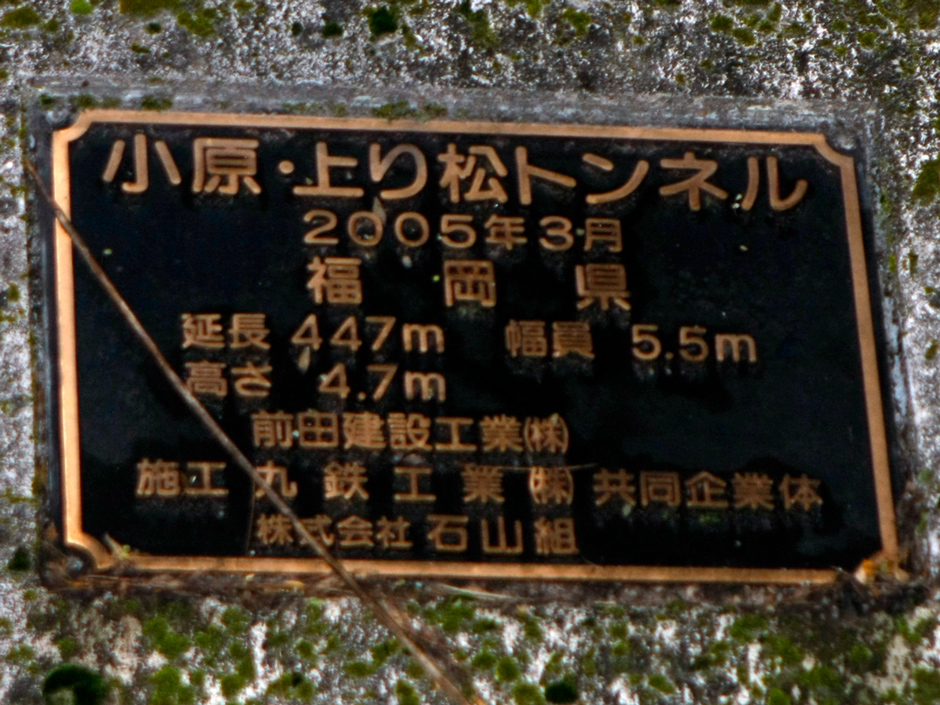 小原・上り松トンネル
2005年3月
福岡県
延長 447m 幅員 5.5m
高さ 4.7m
前田建設工業㈱
施工 九鉄工業㈱ 共同企業体
株式会社 石山組